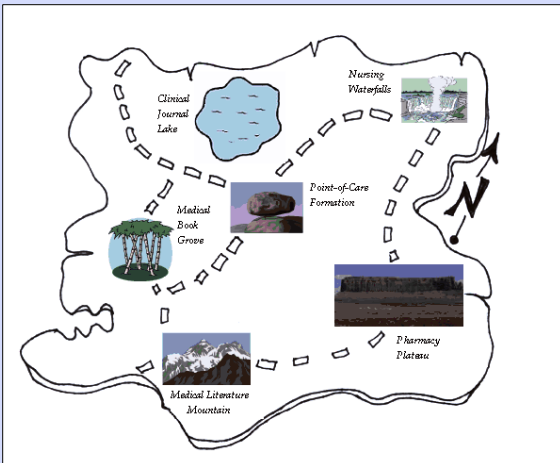 Nursing
Waterfalls
Clinical
Journal
Lake
Point-of-Care
Formation
N
Medical
Book
Grove
Pharmacy
Plateau
Medical Literature
Mountain